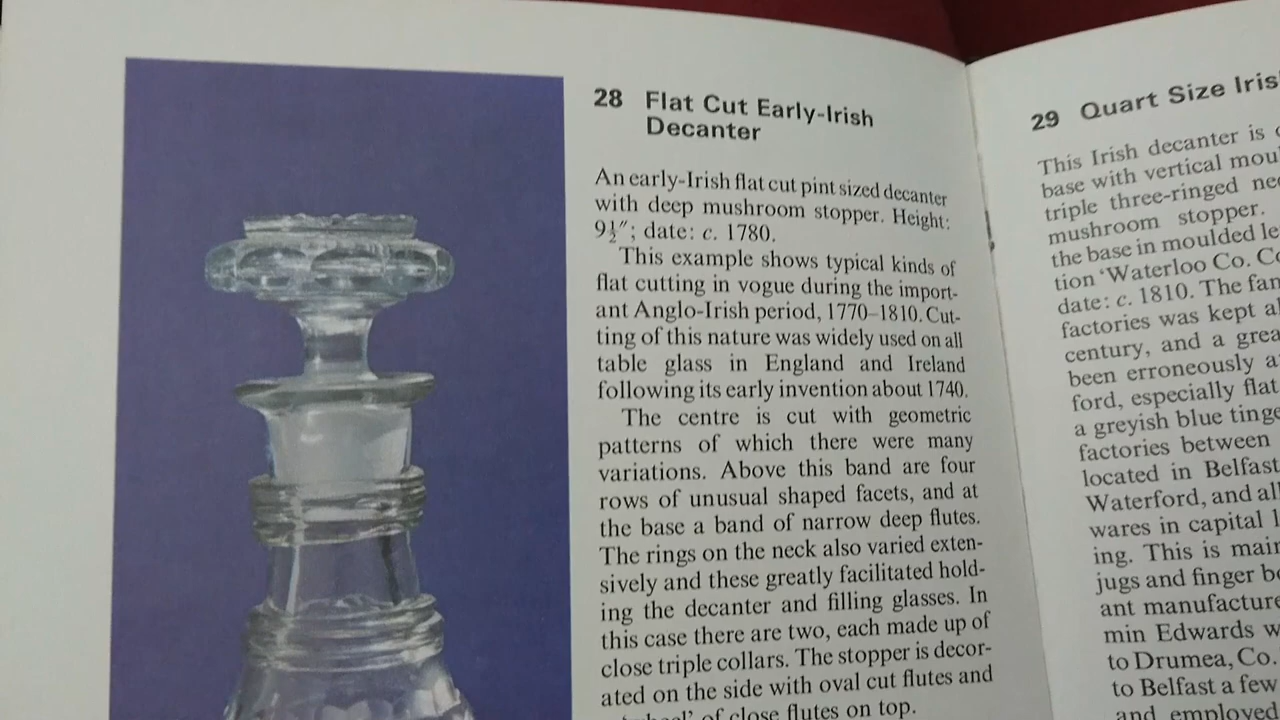 28 Flat Cut Early-Irish
Decanter
An early-Irish flat cut pint sized decanter
with deep mushroom stopper. Height:
9½″; date: c. 1780.
This example shows typical kinds of
flat cutting in vogue during the import-
ant Anglo-Irish period, 1770–1810. Cut-
ting of this nature was widely used on all
table glass in England and Ireland
following its early invention about 1740.
The centre is cut with geometric
patterns of which there were many
variations. Above this band are four
rows of unusual shaped facets, and at
the base a band of narrow deep flutes.
The rings on the neck also varied exten-
sively and these greatly facilitated hold-
ing the decanter and filling glasses. In
this case there are two, each made up of
close triple collars. The stopper is decor-
ated on the side with oval cut flutes and
of close flutes on top.
29 Quart Size
This Irish decanter is
base with vertical
triple three-ringed
mushroom stopper.
the base in moulded
tion ‘Waterloo Co.
date: c. 1810. The
factories was kept
century, and a
been erroneously
ford, especially flat
a greyish blue
factories between
located in Belfast
Waterford, and
wares in capital
ing. This is
jugs and finger
ant
min Edwards
to Drumea, Co.
to Belfast a few
and employed